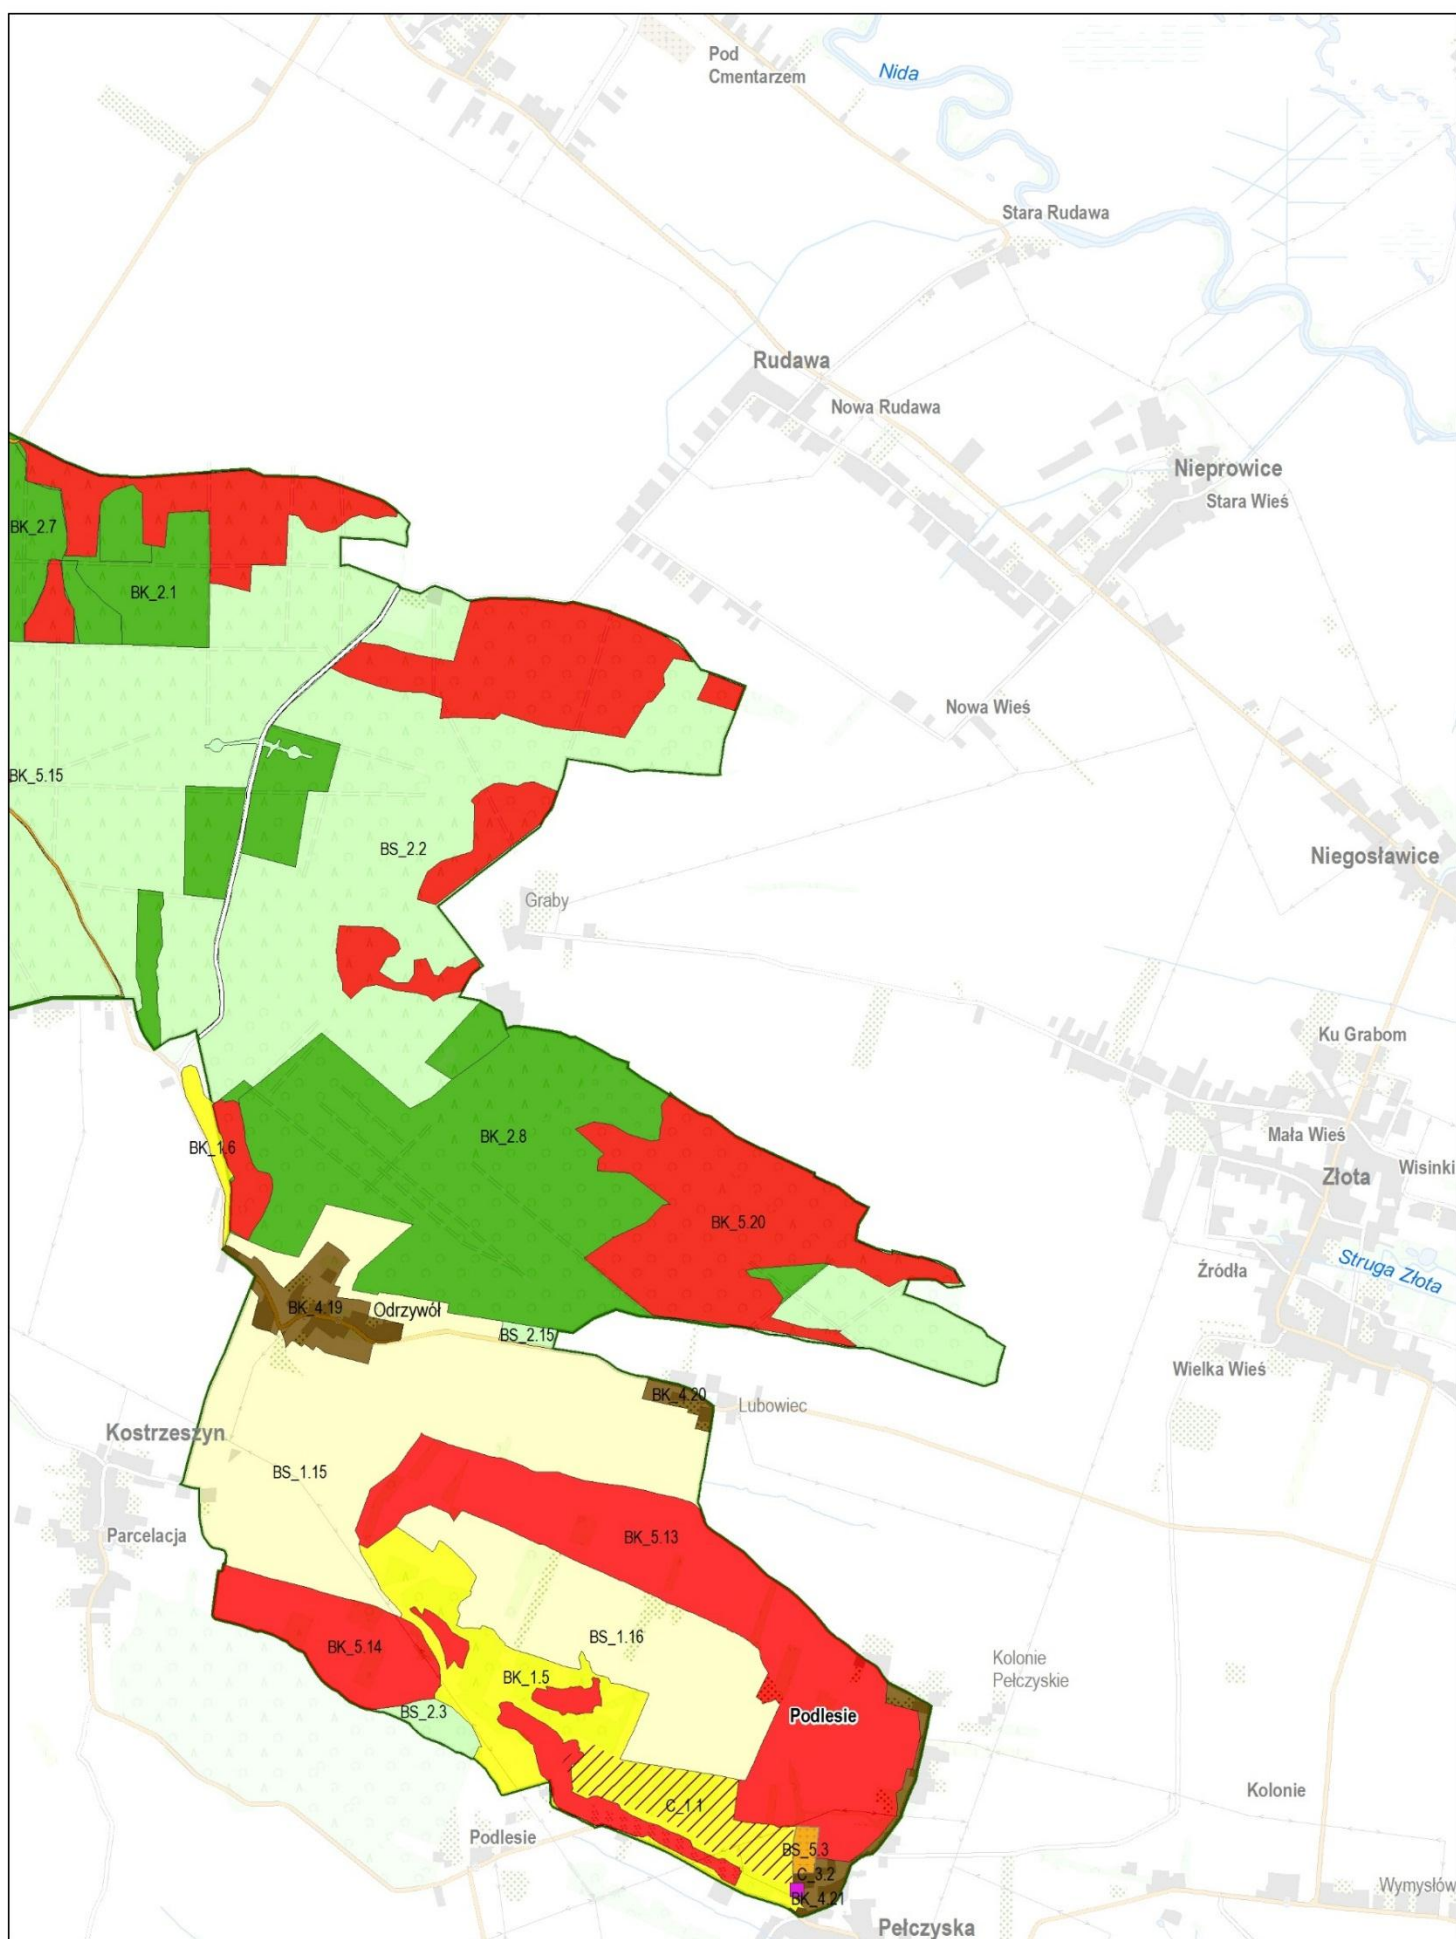 Pod
Cmentarzem
Nida
Stara Rudawa
Rudawa
Nowa Rudawa
Nieprowice
Stara Wieś
BK_2.7
BK_2.1
Nowa Wieś
BK_5.15
BS_2.2
Niegosławice
Graby
Ku Grabom
BK_2.8
Mała Wieś
BK_1.6
Wisinki
Złota
BK_5.20
Struga Złota
Źródła
BK_4.19
Odrzywół
BS_2.15
Wielka Wieś
BK_4.20
Lubowiec
Kostrzeszyn
BS_1.15
Parcelacja
BK_5.13
BS_1.16
BK_5.14
Kolonie
Pełczyskie
BK_1.5
BS_2.3
Podlesie
Kolonie
C_1.1
Podlesie
BS_5.3
C_3.2
Wymysłów
BK_4.21
Pełczyska